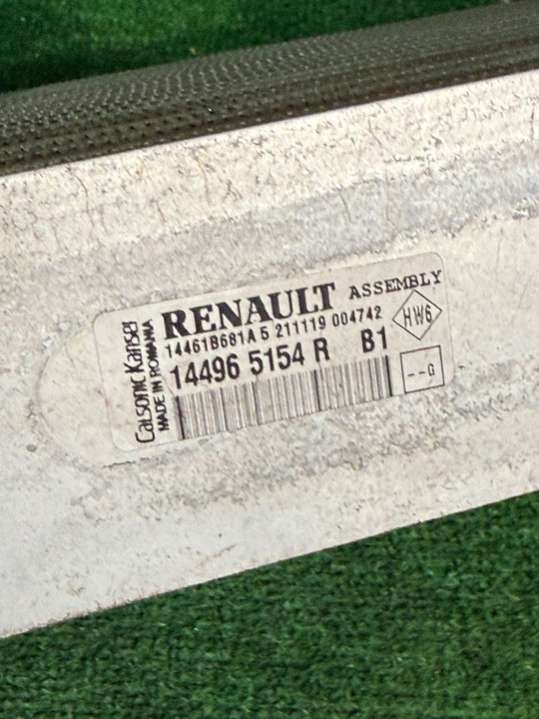 RENAULT ASSEMBLY
14461B681A 5 211119 004742
14496 5154 R B1
HW6
--G
Calsonic Kansei
MADE IN ROMANIA